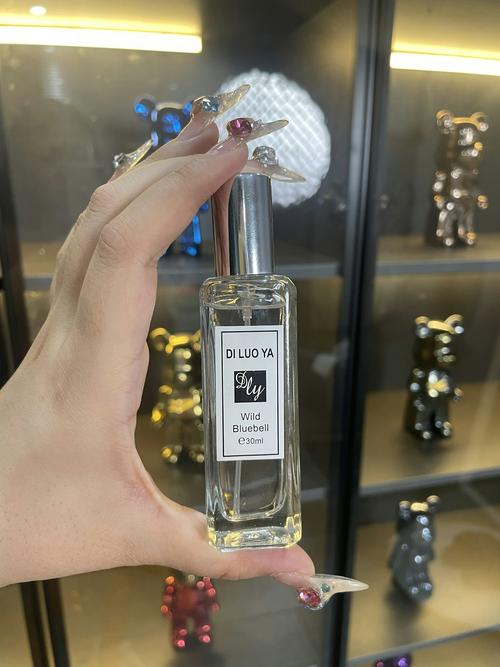 DI LUO YA
Dly
Wild
Bluebell
℮30ml